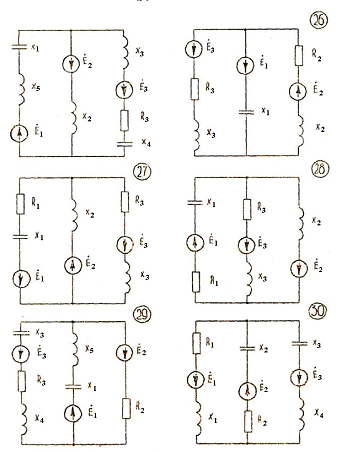 26
x1 x3 Ė3 Ė1 R2
x5 Ė2 Ė3 R3 Ė2
Ė1 x2 R3 x4 x3 x1 x2
27 28
R1 x2 R3 x1 R3 x2
x1 Ė3 Ė1 Ė3
Ė1 Ė2 x3 R1 x3 Ė2
29 30
x3 x5 Ė2 R1 x2 x3
Ė3 R3 x1 Ė1 Ė2 Ė3
x4 Ė1 R2 x1 R2 x4